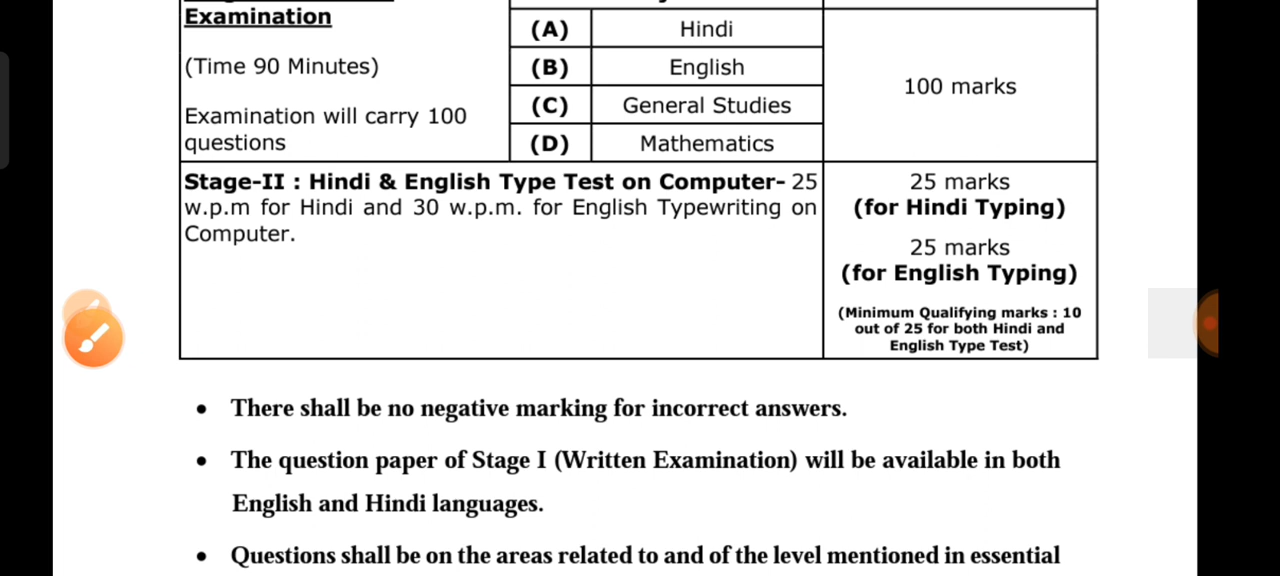 Examination
(Time 90 Minutes)
Examination will carry 100
questions
(A) Hindi
(B) English
(C) General Studies
(D) Mathematics
100 marks
Stage-II : Hindi & English Type Test on Computer- 25
w.p.m for Hindi and 30 w.p.m. for English Typewriting on
Computer.
25 marks
(for Hindi Typing)
25 marks
(for English Typing)
(Minimum Qualifying marks : 10
out of 25 for both Hindi and
English Type Test)
• There shall be no negative marking for incorrect answers.
• The question paper of Stage I (Written Examination) will be available in both
English and Hindi languages.
• Questions shall be on the areas related to and of the level mentioned in essential